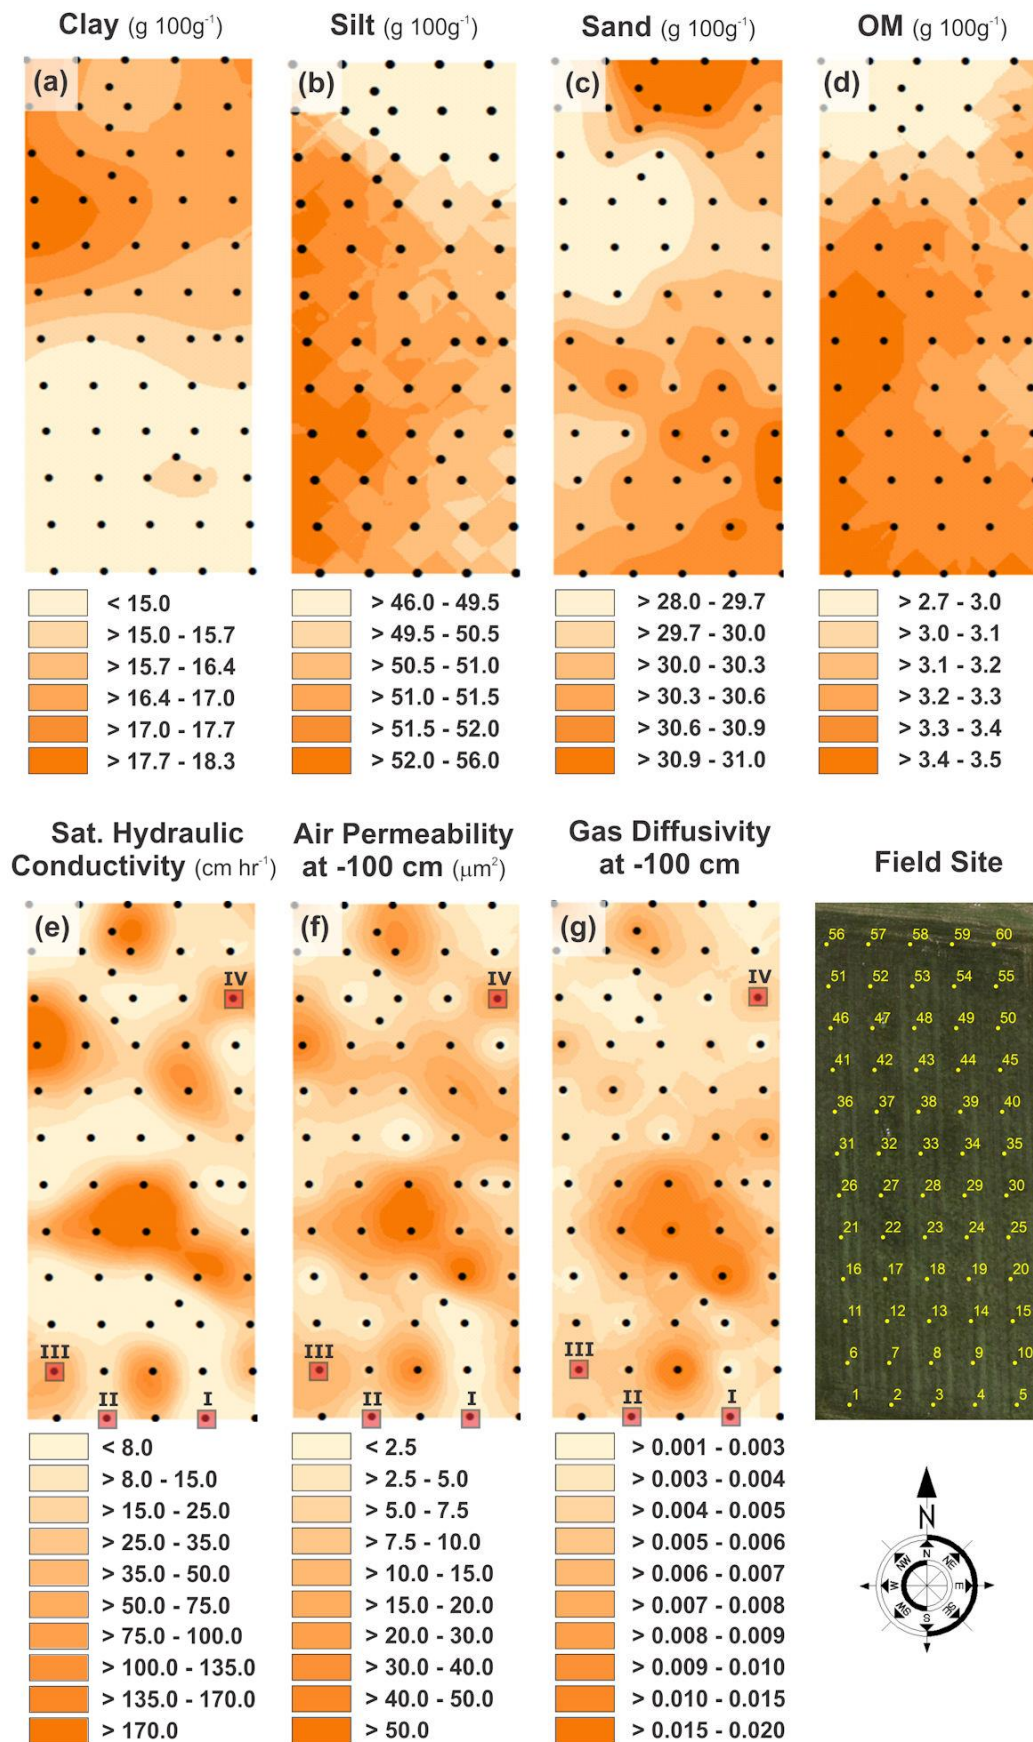 Clay (g 100g⁻¹)
Silt (g 100g⁻¹)
Sand (g 100g⁻¹)
OM (g 100g⁻¹)
(a)
(b)
(c)
(d)
< 15.0
> 15.0 - 15.7
> 15.7 - 16.4
> 16.4 - 17.0
> 17.0 - 17.7
> 17.7 - 18.3
> 46.0 - 49.5
> 49.5 - 50.5
> 50.5 - 51.0
> 51.0 - 51.5
> 51.5 - 52.0
> 52.0 - 56.0
> 28.0 - 29.7
> 29.7 - 30.0
> 30.0 - 30.3
> 30.3 - 30.6
> 30.6 - 30.9
> 30.9 - 31.0
> 2.7 - 3.0
> 3.0 - 3.1
> 3.1 - 3.2
> 3.2 - 3.3
> 3.3 - 3.4
> 3.4 - 3.5
Sat. Hydraulic
Conductivity (cm hr⁻¹)
Air Permeability
at -100 cm (μm²)
Gas Diffusivity
at -100 cm
Field Site
(e)
IV
III
II
I
(f)
IV
III
II
I
(g)
IV
III
II
I
56 57 58 59 60
51 52 53 54 55
46 47 48 49 50
41 42 43 44 45
36 37 38 39 40
31 32 33 34 35
26 27 28 29 30
21 22 23 24 25
16 17 18 19 20
11 12 13 14 15
6 7 8 9 10
1 2 3 4 5
< 8.0
> 8.0 - 15.0
> 15.0 - 25.0
> 25.0 - 35.0
> 35.0 - 50.0
> 50.0 - 75.0
> 75.0 - 100.0
> 100.0 - 135.0
> 135.0 - 170.0
> 170.0
< 2.5
> 2.5 - 5.0
> 5.0 - 7.5
> 7.5 - 10.0
> 10.0 - 15.0
> 15.0 - 20.0
> 20.0 - 30.0
> 30.0 - 40.0
> 40.0 - 50.0
> 50.0
> 0.001 - 0.003
> 0.003 - 0.004
> 0.004 - 0.005
> 0.005 - 0.006
> 0.006 - 0.007
> 0.007 - 0.008
> 0.008 - 0.009
> 0.009 - 0.010
> 0.010 - 0.015
> 0.015 - 0.020
N
N
NE
E
SE
S
SW
W
NW